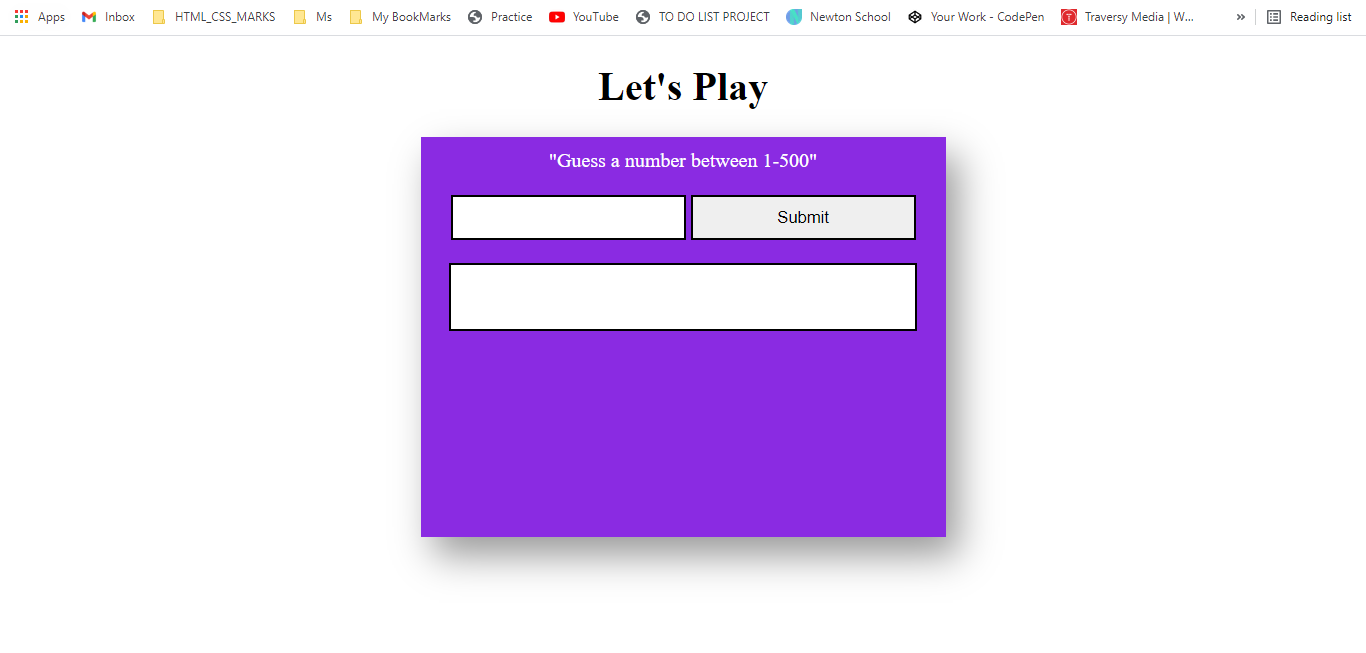 Apps Inbox HTML_CSS_MARKS Ms My BookMarks Practice YouTube TO DO LIST PROJECT Newton School Your Work - CodePen T Traversy Media | W... » Reading list
Let's Play
"Guess a number between 1-500"
Submit